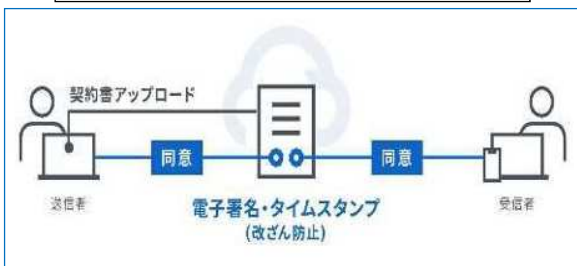 契約書アップロード
同意
同意
送信者
電子署名・タイムスタンプ
(改ざん防止)
受信者